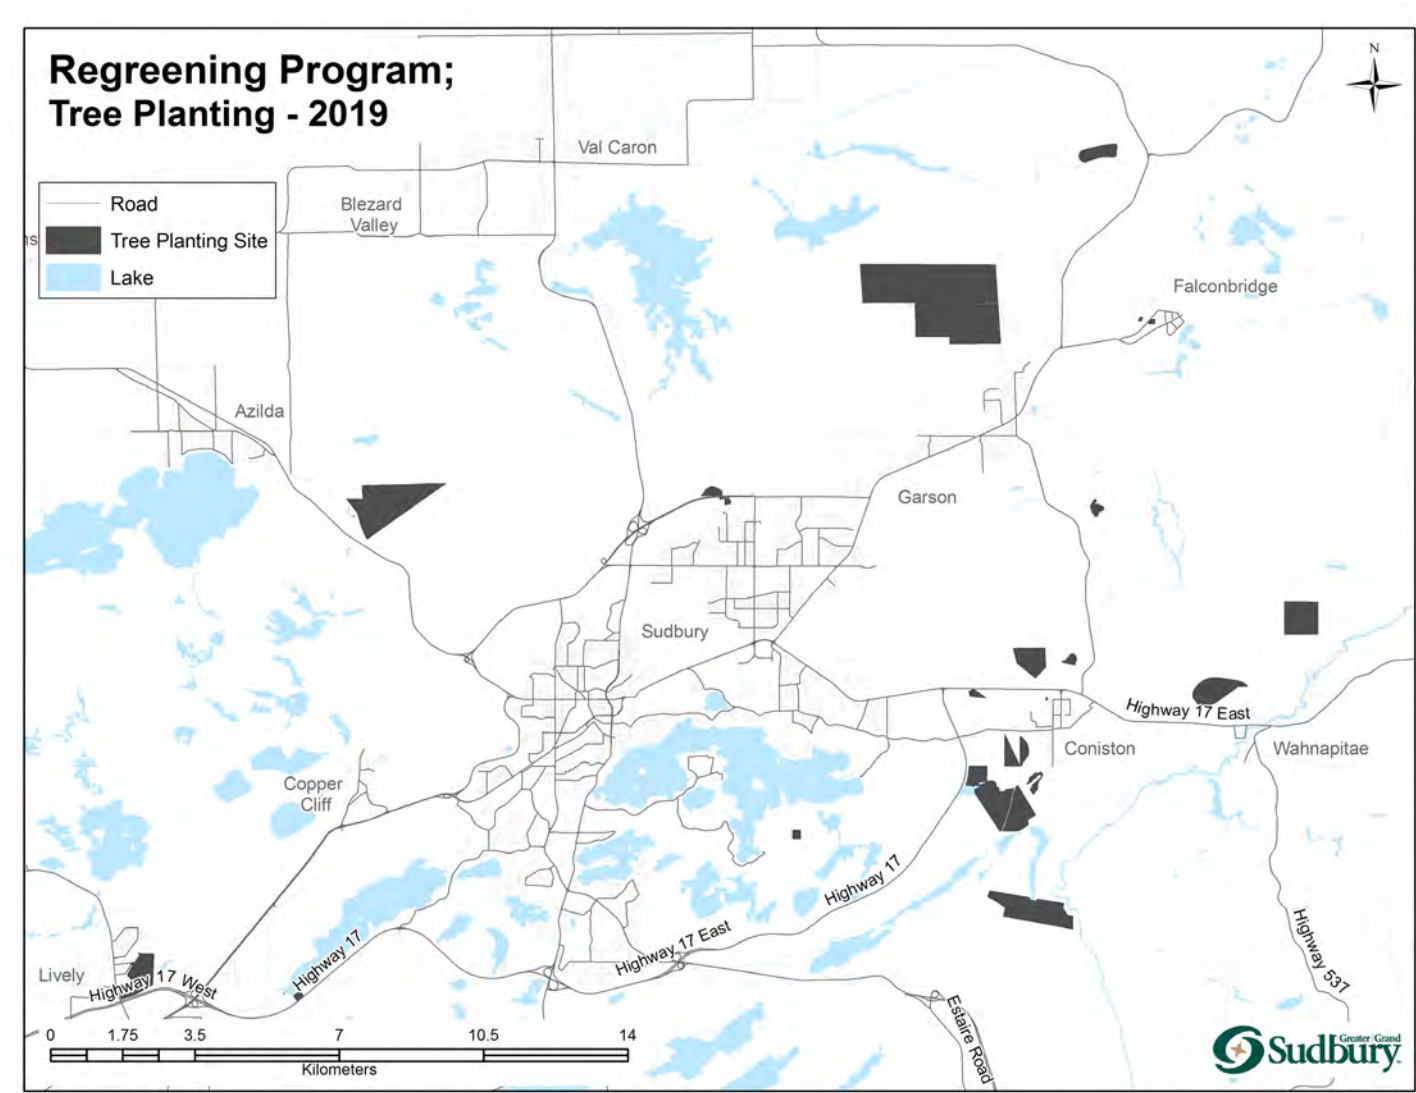 Regreening Program;
Tree Planting - 2019
N
Val Caron
Road
Tree Planting Site
Lake
Blezard
Valley
Falconbridge
Azilda
Garson
Sudbury
Highway 17 East
Coniston
Wahnapitae
Copper
Cliff
Highway 17
Highway 17 East
Highway 17
Highway 537
Lively
Highway 17 West
Estaire Road
0 1.75 3.5 7 10.5 14
Kilometers
Greater|Grand
Sudbury